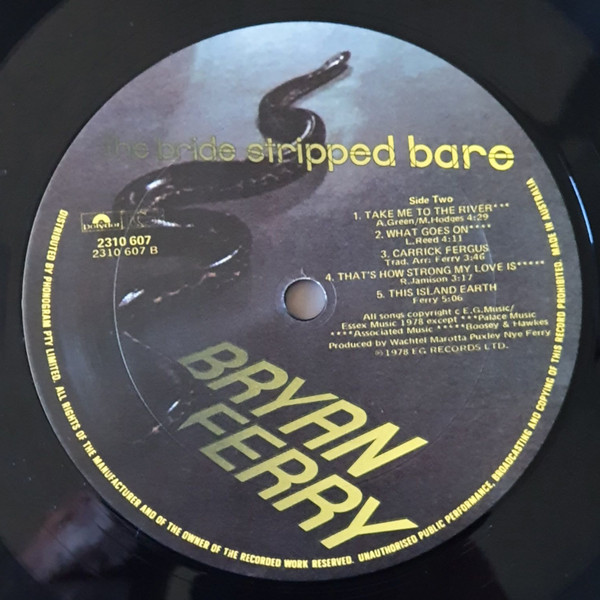 the bride stripped bare
Side Two
1. TAKE ME TO THE RIVER***
A.Green/M.Hodges 4:29
2. WHAT GOES ON****
L.Reed 4:11
3. CARRICK FERGUS
Trad. Arr: Ferry 3:46
4. THAT'S HOW STRONG MY LOVE IS*****
R.Jamison 3:17
5. THIS ISLAND EARTH
Ferry 5:06
All songs copyright c E.G.Music/
Essex Music 1978 except ***Palace Music
****Associated Music *****Boosey & Hawkes
Produced by Wachtel Marotta Puxley Nye Ferry
℗1978 EG RECORDS LTD.
Polydor
2310 607
2310 607 B
BRYAN
FERRY
DISTRIBUTED BY PHONOGRAM PTY LIMITED. ALL RIGHTS OF THE MANUFACTURER AND OF THE OWNER OF THE RECORDED WORK RESERVED. UNAUTHORISED PUBLIC PERFORMANCE, BROADCASTING AND COPYING OF THIS RECORD PROHIBITED. MADE IN AUSTRALIA